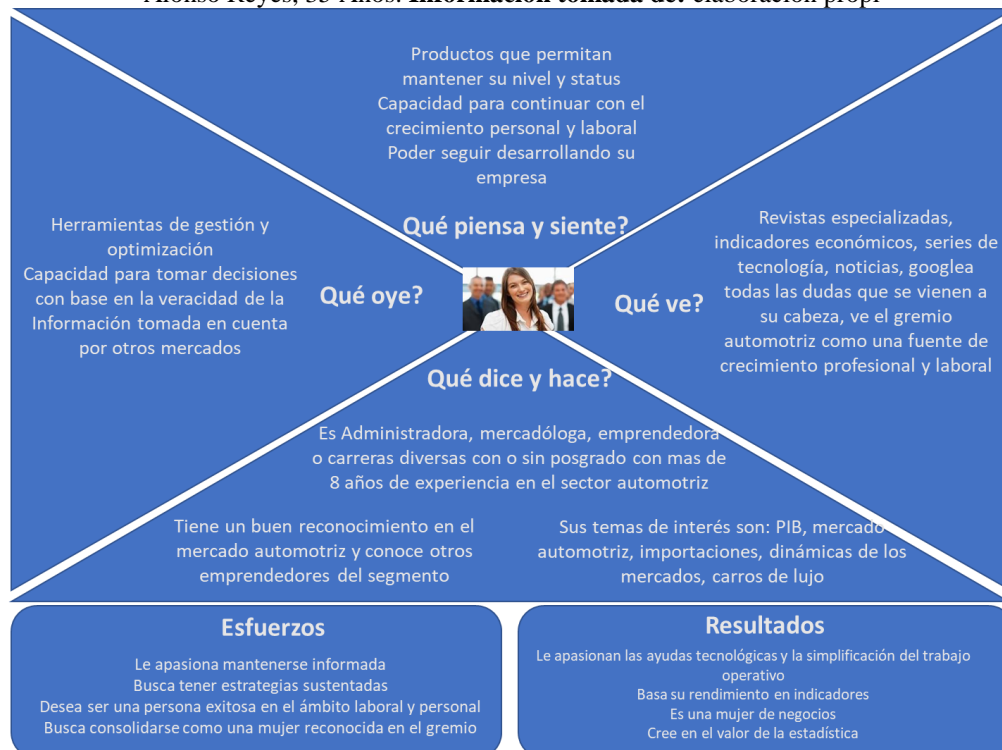 Alfonso Reyes, 35 Años. Información tomada de: elaboración propi
Productos que permitan
mantener su nivel y status
Capacidad para continuar con el
crecimiento personal y laboral
Poder seguir desarrollando su
empresa
Qué piensa y siente?
Herramientas de gestión y
optimización
Capacidad para tomar decisiones
con base en la veracidad de la
Información tomada en cuenta
por otros mercados
Qué oye?
Qué ve?
Revistas especializadas,
indicadores económicos, series de
tecnología, noticias, googlea
todas las dudas que se vienen a
su cabeza, ve el gremio
automotriz como una fuente de
crecimiento profesional y laboral
Qué dice y hace?
Es Administradora, mercadóloga, emprendedora
o carreras diversas con o sin posgrado con mas de
8 años de experiencia en el sector automotriz
Tiene un buen reconocimiento en el
mercado automotriz y conoce otros
emprendedores del segmento
Sus temas de interés son: PIB, mercado
automotriz, importaciones, dinámicas de los
mercados, carros de lujo
Esfuerzos
Le apasiona mantenerse informada
Busca tener estrategias sustentadas
Desea ser una persona exitosa en el ámbito laboral y personal
Busca consolidarse como una mujer reconocida en el gremio
Resultados
Le apasionan las ayudas tecnológicas y la simplificación del trabajo
operativo
Basa su rendimiento en indicadores
Es una mujer de negocios
Cree en el valor de la estadística